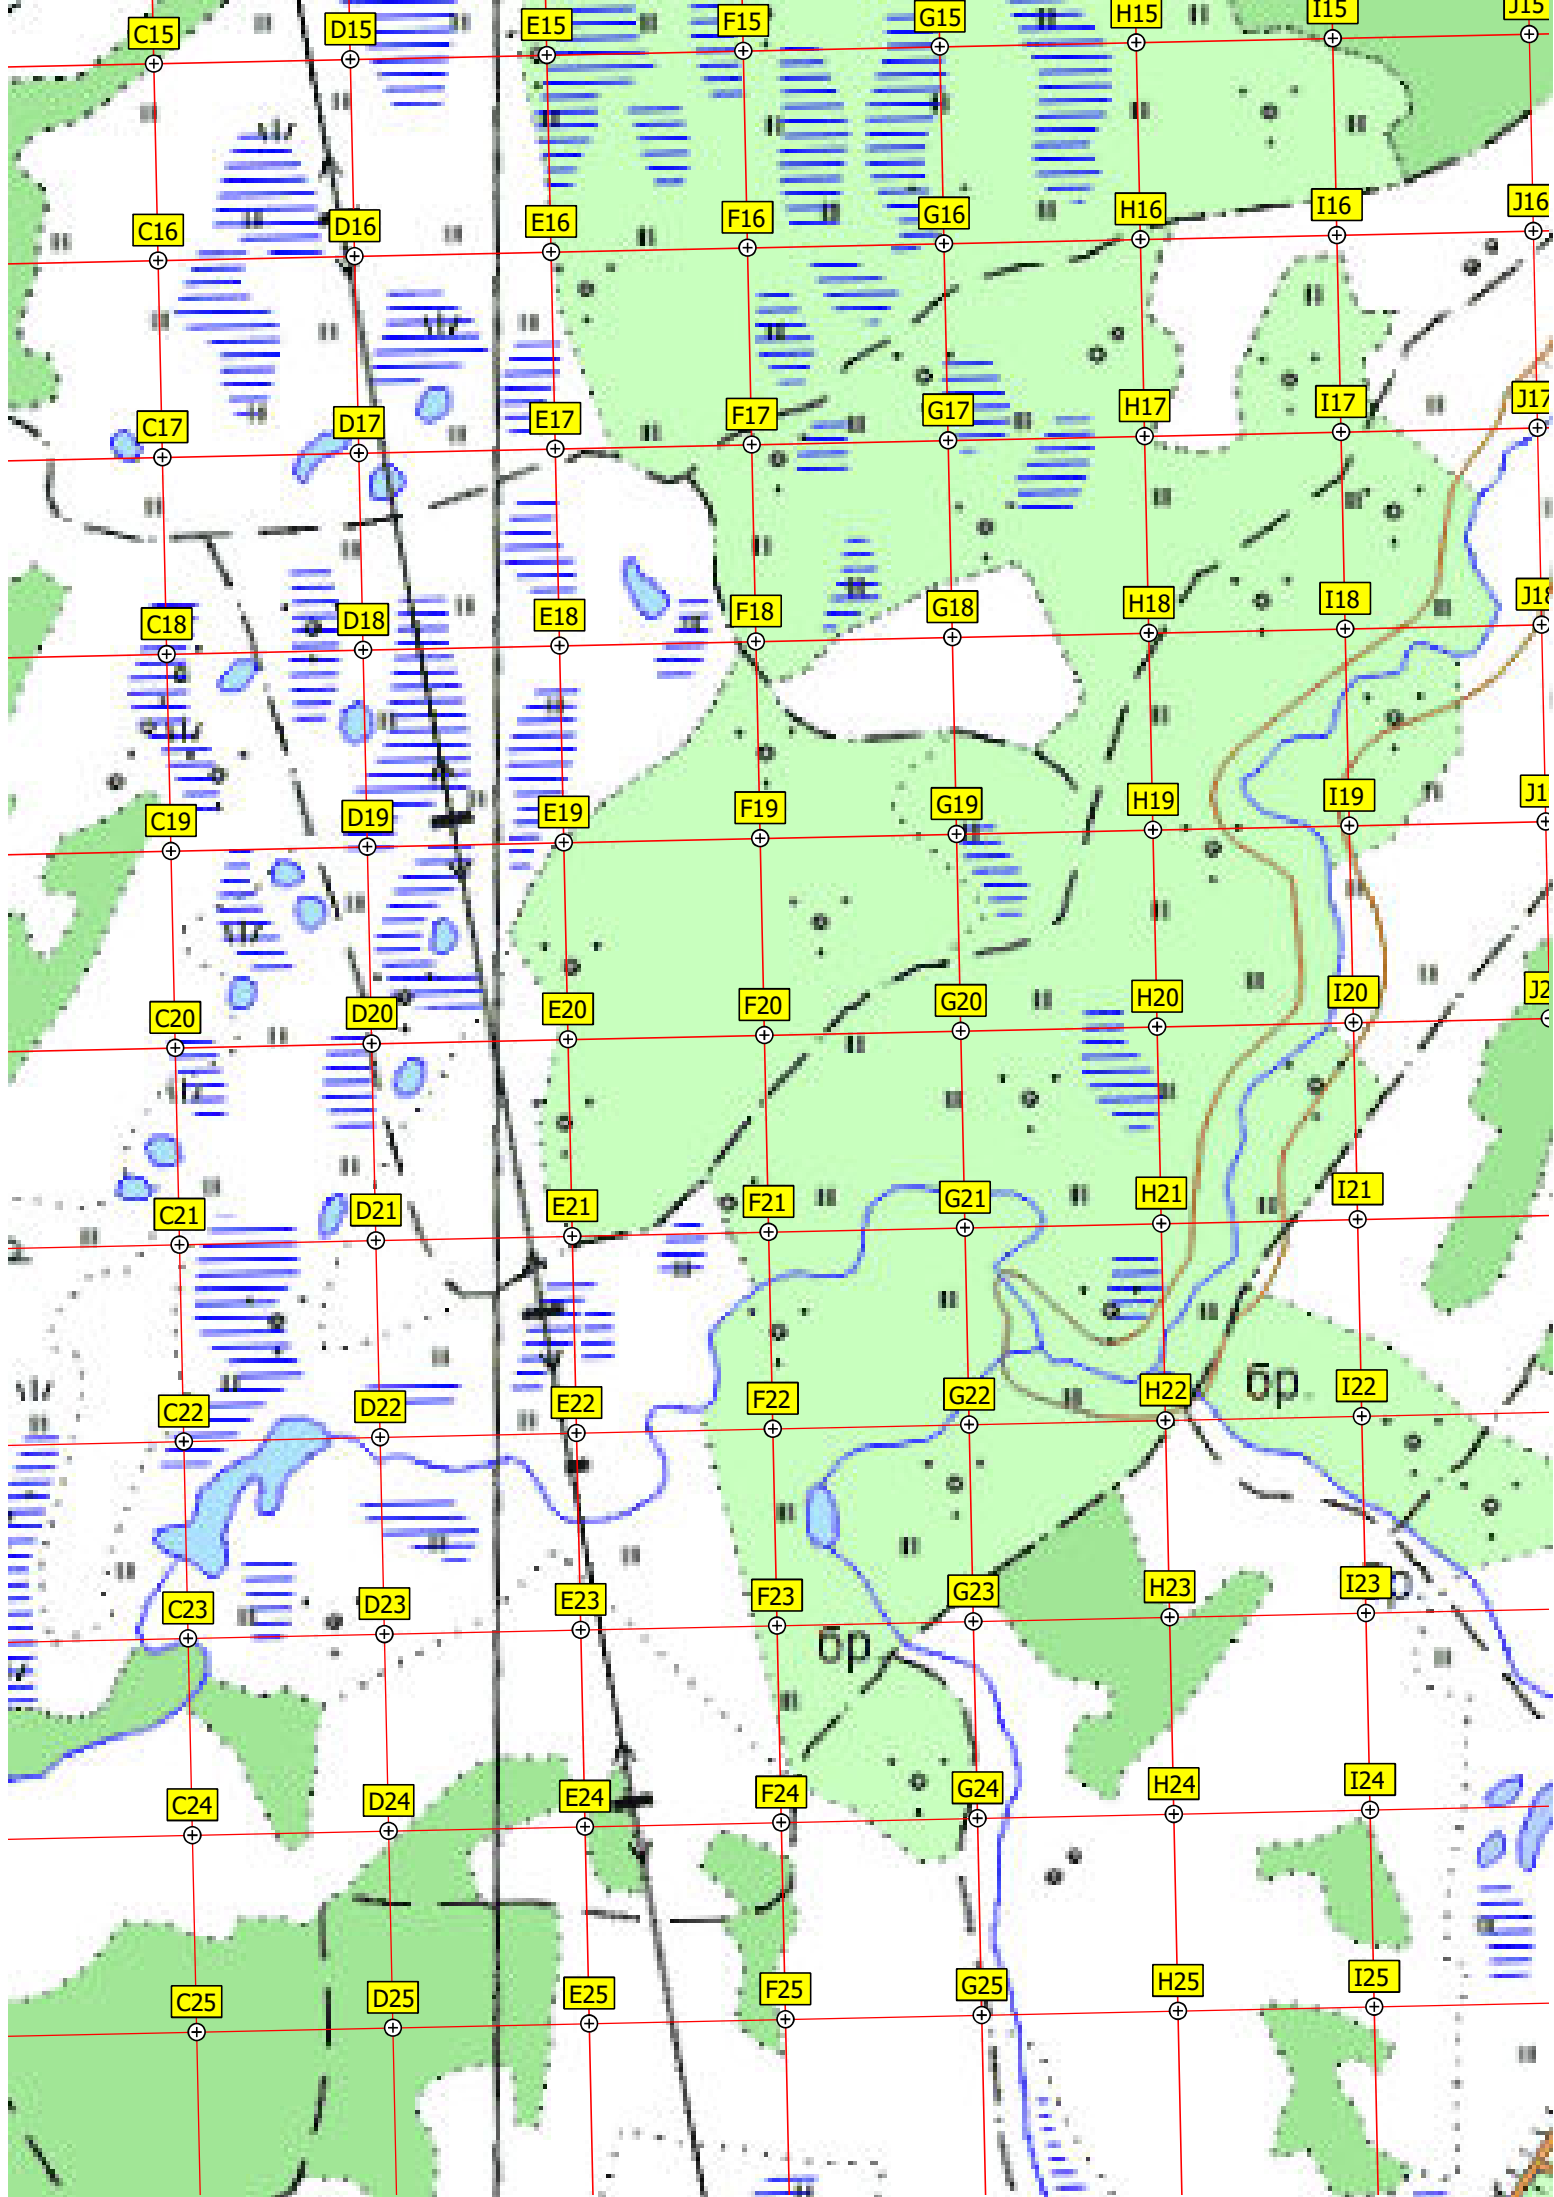 C15 D15 E15 F15 G15 H15 I15 J15
C16 D16 E16 F16 G16 H16 I16 J16
C17 D17 E17 F17 G17 H17 I17 J17
C18 D18 E18 F18 G18 H18 I18 J18
C19 D19 E19 F19 G19 H19 I19 J1
C20 D20 E20 F20 G20 H20 I20 J2
C21 D21 E21 F21 G21 H21 I21
бр.
C22 D22 E22 F22 G22 H22 I22
C23 D23 E23 F23 G23 H23 I23
бр
C24 D24 E24 F24 G24 H24 I24
C25 D25 E25 F25 G25 H25 I25